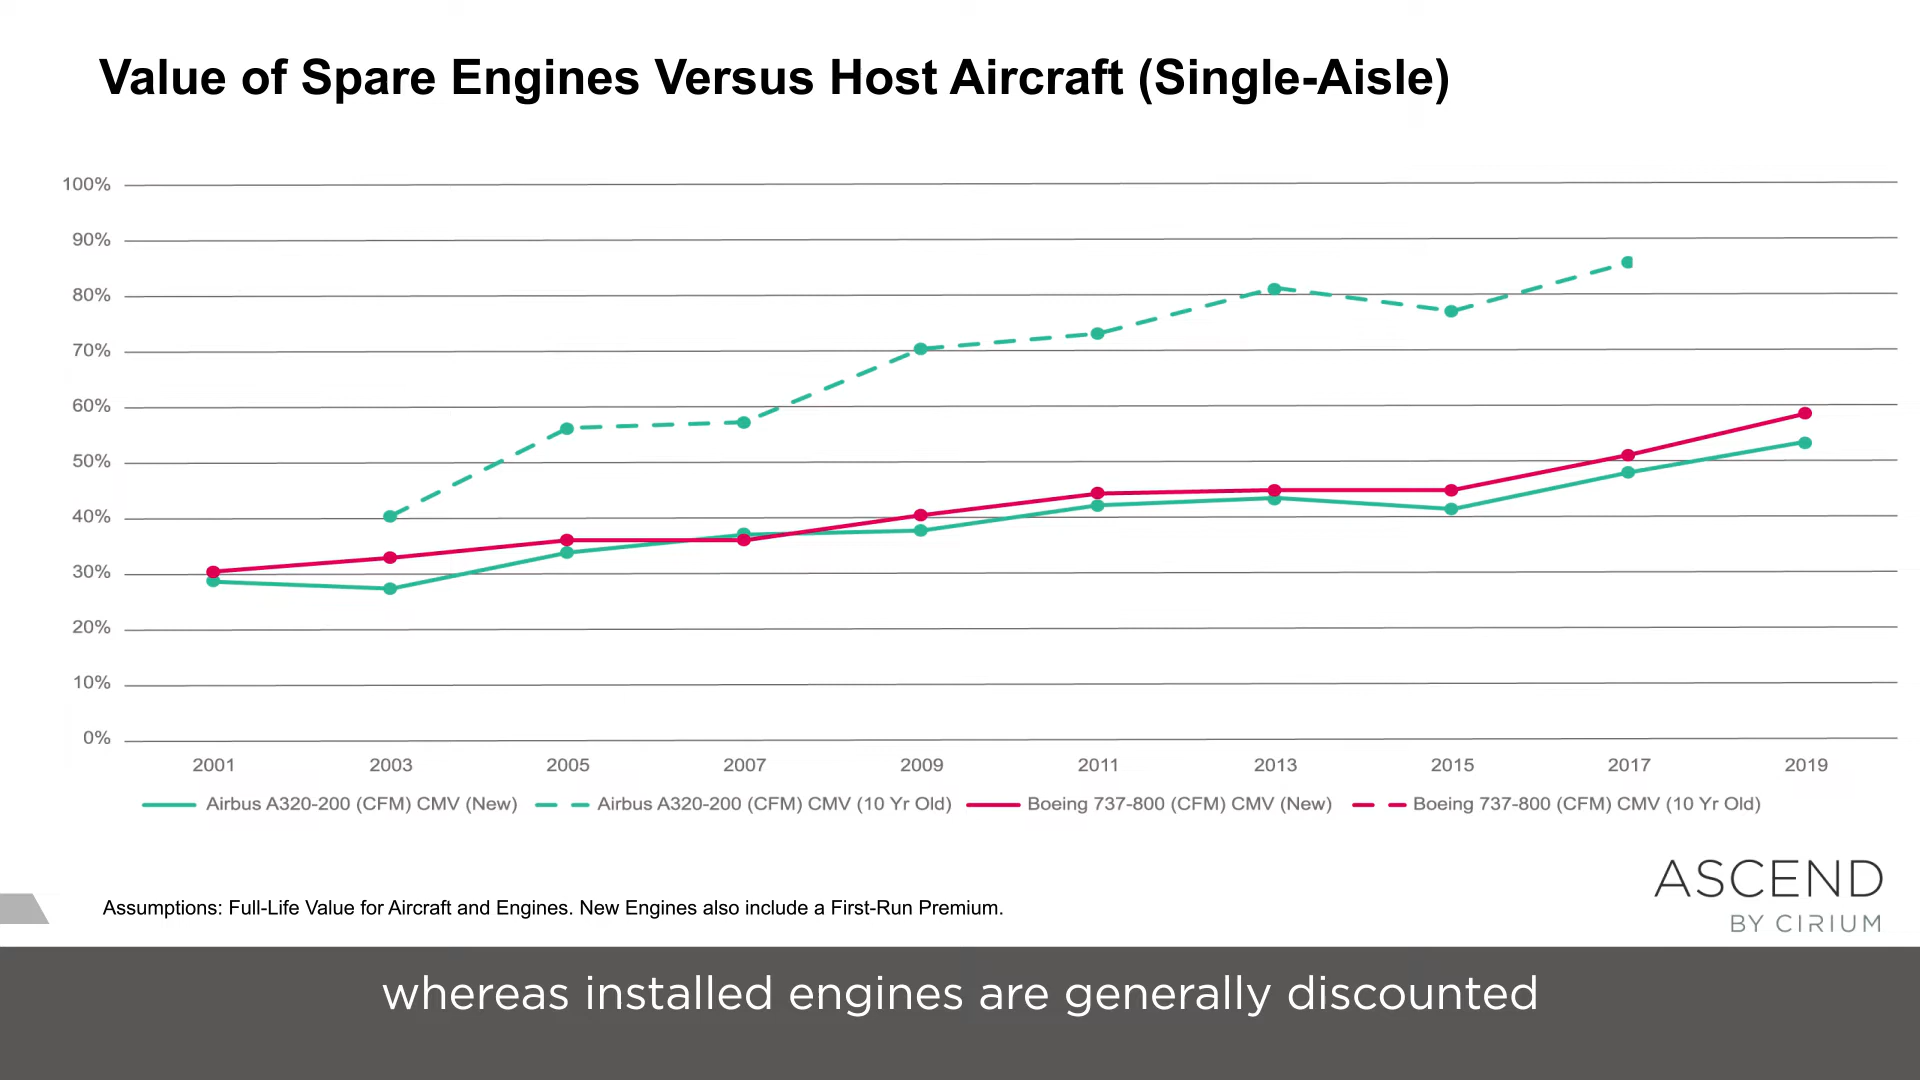 Value of Spare Engines Versus Host Aircraft (Single-Aisle)
100%
90%
80%
70%
60%
50%
40%
30%
20%
10%
0%
2001 2003 2005 2007 2009 2011 2013 2015 2017 2019
Airbus A320-200 (CFM) CMV (New) Airbus A320-200 (CFM) CMV (10 Yr Old) Boeing 737-800 (CFM) CMV (New) Boeing 737-800 (CFM) CMV (10 Yr Old)
ASCEND
BY CIRIUM
Assumptions: Full-Life Value for Aircraft and Engines. New Engines also include a First-Run Premium.
whereas installed engines are generally discounted